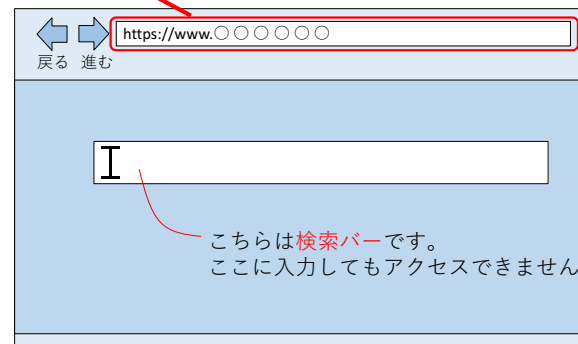 https://www.○○○○○○
戻る 進む
こちらは検索バーです。
ここに入力してもアクセスできません